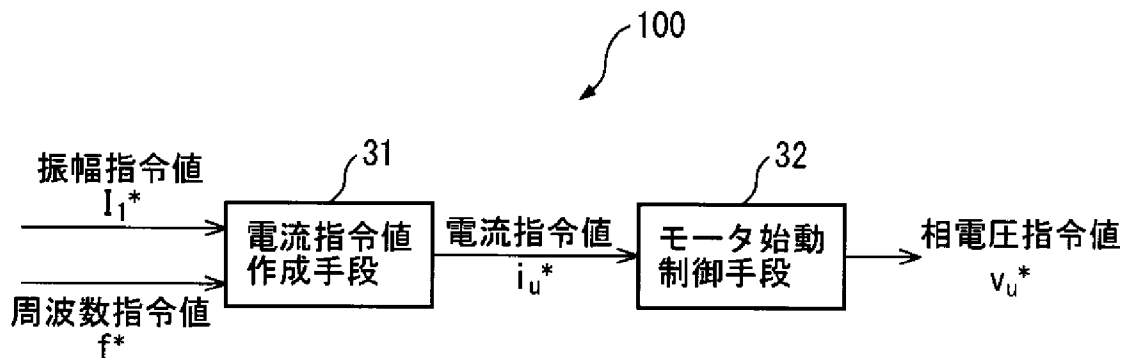 100
振幅指令値
I₁*
31
電流指令値
作成手段
周波数指令値
f*
電流指令値
iᵤ*
32
モータ始動
制御手段
相電圧指令値
vᵤ*